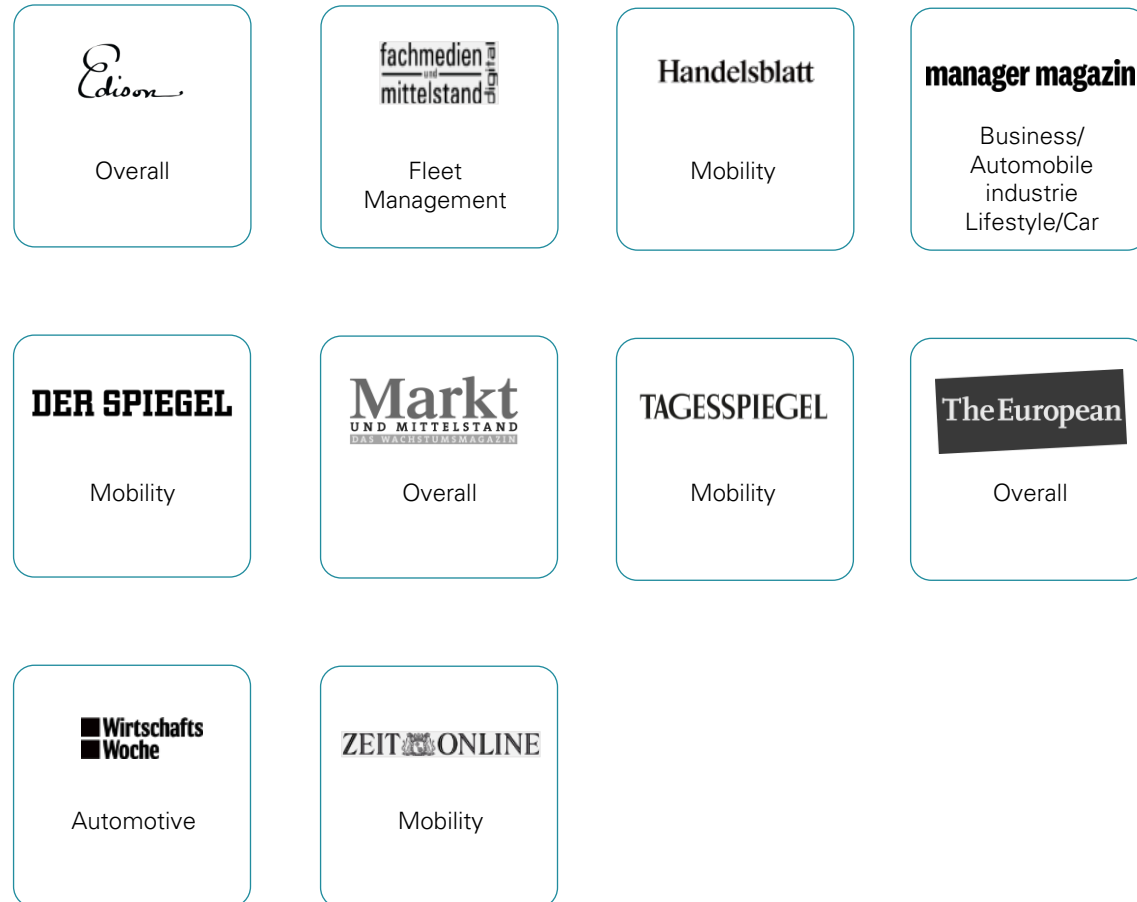 Edison
Overall
fachmedien
und
mittelstand
digital
Fleet
Management
Handelsblatt
Mobility
manager magazin
Business/
Automobile
industrie
Lifestyle/Car
DER SPIEGEL
Mobility
Markt
UND MITTELSTAND
DAS WACHSTUMSMAGAZIN
Overall
TAGESSPIEGEL
Mobility
The European
Overall
Wirtschafts
Woche
Automotive
ZEIT ONLINE
Mobility